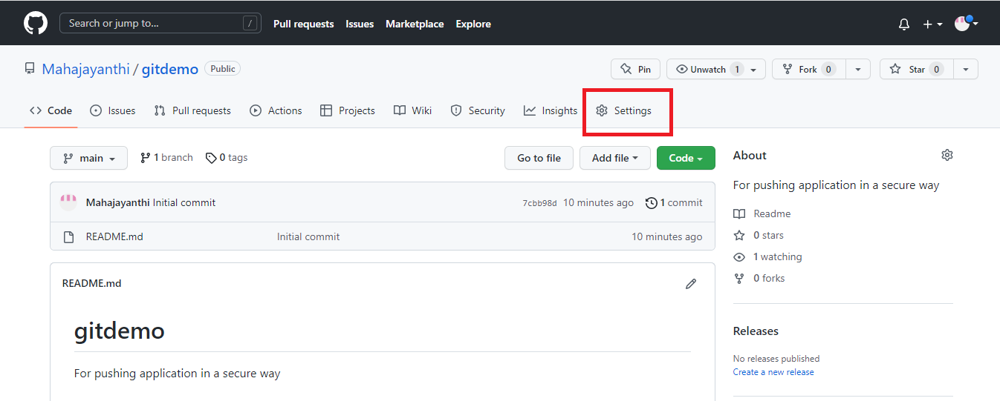 Search or jump to... / Pull requests Issues Marketplace Explore
Mahajayanthi / gitdemo Public Pin Unwatch 1 Fork 0 Star 0
Code Issues Pull requests Actions Projects Wiki Security Insights Settings
main 1 branch 0 tags Go to file Add file Code
Mahajayanthi Initial commit 7cbb98d 10 minutes ago 1 commit
README.md Initial commit 10 minutes ago
README.md
gitdemo
For pushing application in a secure way
About
For pushing application in a secure way
Readme
0 stars
1 watching
0 forks
Releases
No releases published
Create a new release